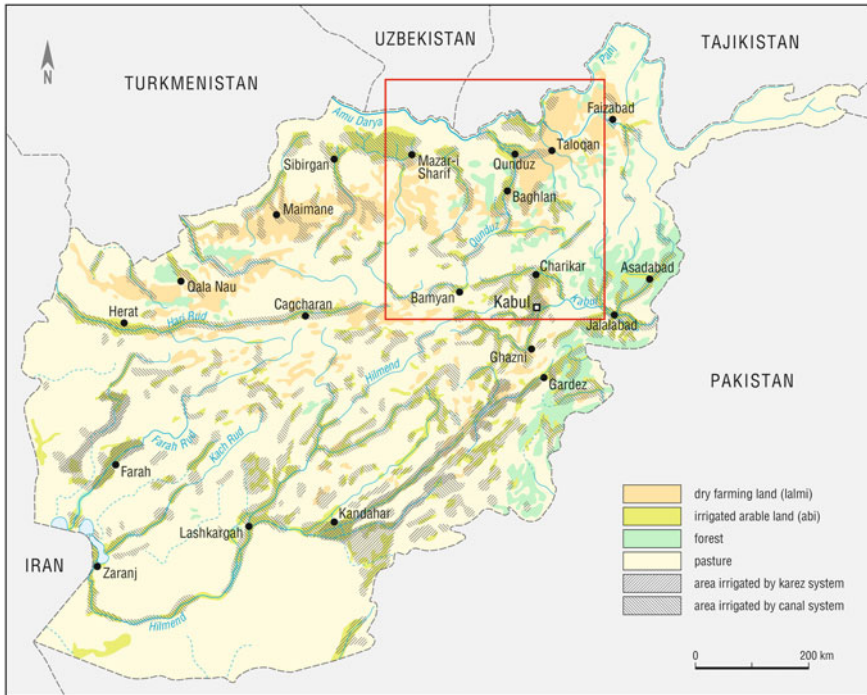 UZBEKISTAN
TAJIKISTAN
TURKMENISTAN
N
Panj
Faizabad
Amu Darya
Taloqan
Sibirgan
Mazar-i
Sharif
Qunduz
Baghlan
Maimane
Qunduz
Charikar
Asadabad
Qala Nau
Bamyan
Kabul
Kabul
Herat
Hari Rud
Cagcharan
Jalalabad
Ghazni
Hilmend
Gardez
PAKISTAN
Farah Rud
Kach Rud
Farah
Kandahar
Lashkargah
IRAN
Zaranj
Hilmend
dry farming land (lalmi)
irrigated arable land (abi)
forest
pasture
area irrigated by karez system
area irrigated by canal system
0 200 km